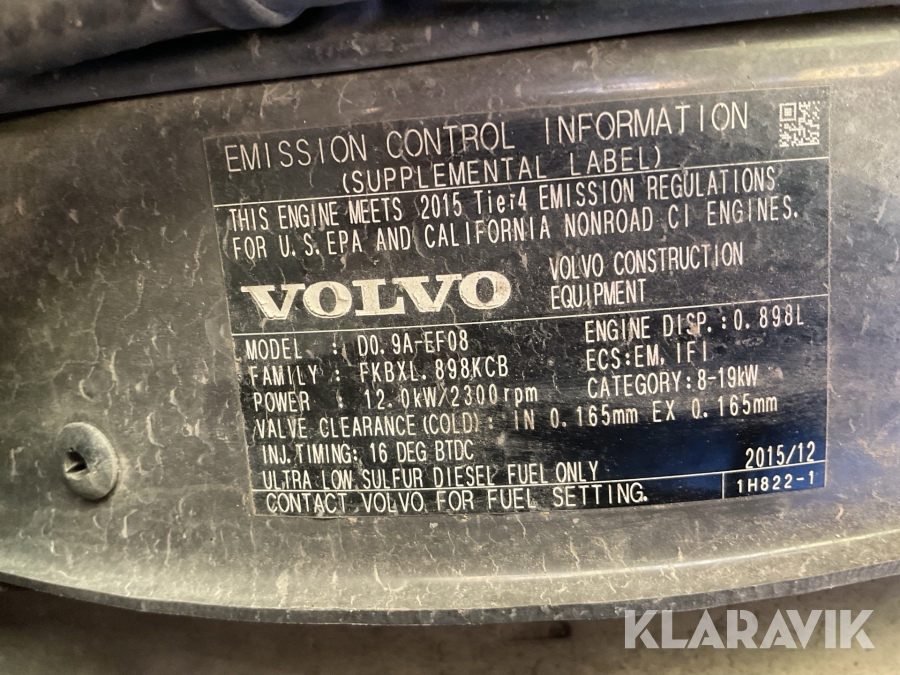 EMISSION CONTROL INFORMATION
(SUPPLEMENTAL LABEL)
THIS ENGINE MEETS 2015 Tier4 EMISSION REGULATIONS
FOR U.S.EPA AND CALIFORNIA NONROAD CI ENGINES.
VOLVO
VOLVO CONSTRUCTION
EQUIPMENT
MODEL : D0.9A-EF08 ENGINE DISP.:0.898L
FAMILY : FKBXL.898KCB ECS:EM,IFI
POWER : 12.0kW/2300rpm CATEGORY:8-19kW
VALVE CLEARANCE(COLD): IN 0.165mm EX 0.165mm
INJ.TIMING: 16 DEG BTDC 2015/12
ULTRA LOW SULFUR DIESEL FUEL ONLY
CONTACT VOLVO FOR FUEL SETTING. 1H822-1
KLARAVIK